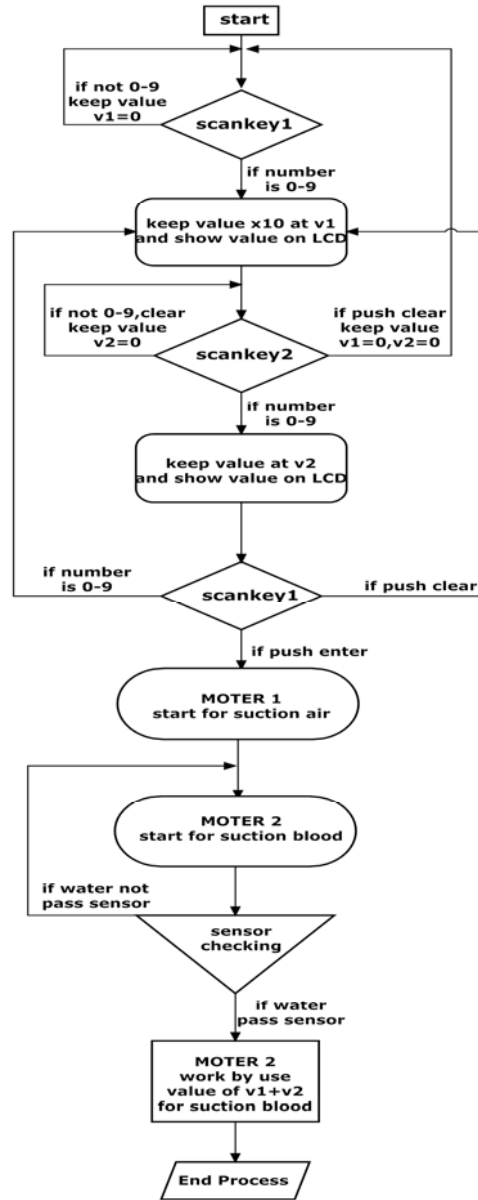 start
if not 0-9
keep value
v1=0
scankey1
if number
is 0-9
keep value x10 at v1
and show value on LCD
if not 0-9,clear
keep value
v2=0
if push clear
keep value
v1=0,v2=0
scankey2
if number
is 0-9
keep value at v2
and show value on LCD
if number
is 0-9
scankey1
if push clear
if push enter
MOTER 1
start for suction air
MOTER 2
start for suction blood
if water not
pass sensor
sensor
checking
if water
pass sensor
MOTER 2
work by use
value of v1+v2
for suction blood
End Process